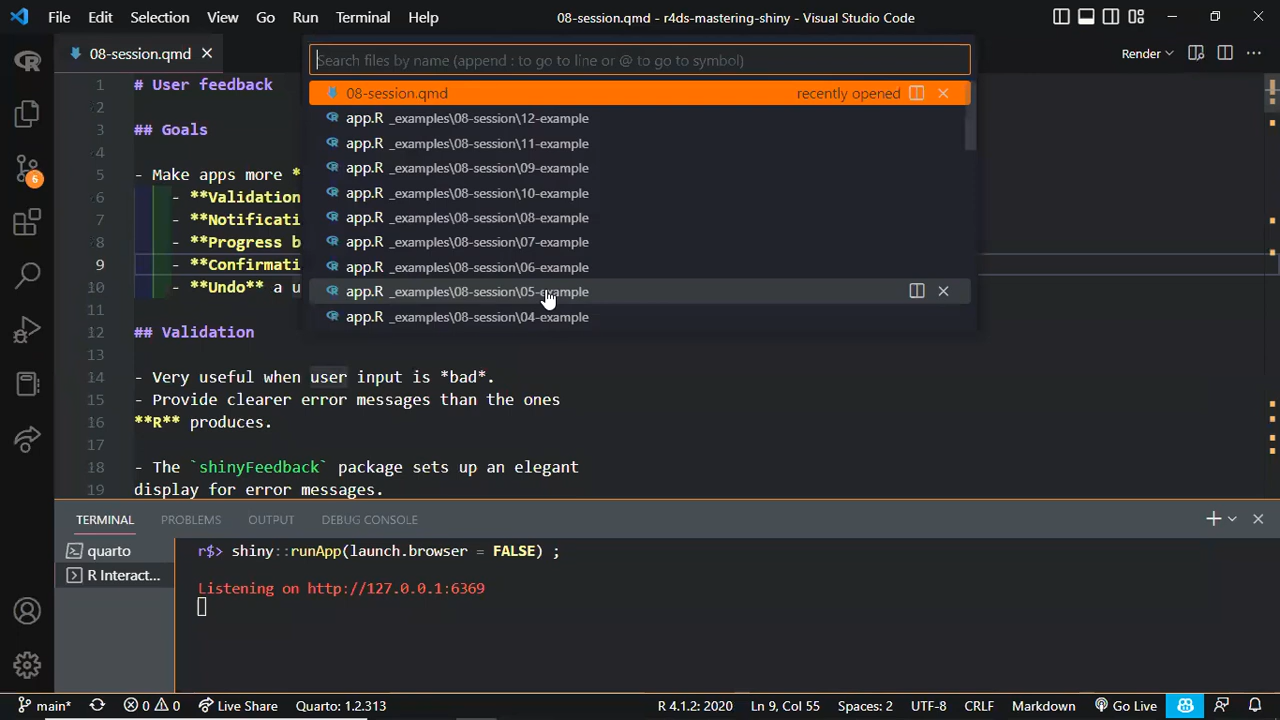 File Edit Selection View Go Run Terminal Help 08-session.qmd - r4ds-mastering-shiny - Visual Studio Code
08-session.qmd
Render
Search files by name (append : to go to line or @ to go to symbol)
08-session.qmd recently opened
app.R _examples\08-session\12-example
app.R _examples\08-session\11-example
app.R _examples\08-session\09-example
app.R _examples\08-session\10-example
app.R _examples\08-session\08-example
app.R _examples\08-session\07-example
app.R _examples\08-session\06-example
app.R _examples\08-session\05-example
app.R _examples\08-session\04-example
1 # User feedback
2
3 ## Goals
4
5 - Make apps more *
6 - **Validation
7 - **Notificati
8 - **Progress b
9 - **Confirmati
10 - **Undo** a u
11
12 ## Validation
13
14 - Very useful when user input is *bad*.
15 - Provide clearer error messages than the ones
16 **R** produces.
17
18 - The `shinyFeedback` package sets up an elegant
19 display for error messages.
6
TERMINAL PROBLEMS OUTPUT DEBUG CONSOLE
quarto
R Interact...
r$> shiny::runApp(launch.browser = FALSE) ;
Listening on http://127.0.0.1:6369
main* 0 0 Live Share Quarto: 1.2.313 R 4.1.2: 2020 Ln 9, Col 55 Spaces: 2 UTF-8 CRLF Markdown Go Live